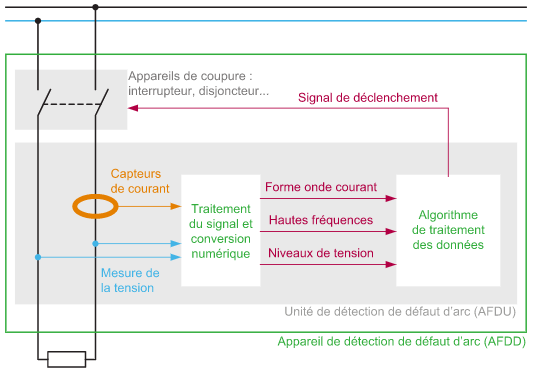 Appareils de coupure :
interrupteur, disjoncteur...
Signal de déclenchement
Capteurs
de courant
Traitement
du signal et
conversion
numérique
Forme onde courant
Hautes fréquences
Niveaux de tension
Algorithme
de traitement
des données
Mesure de
la tension
Unité de détection de défaut d'arc (AFDU)
Appareil de détection de défaut d'arc (AFDD)